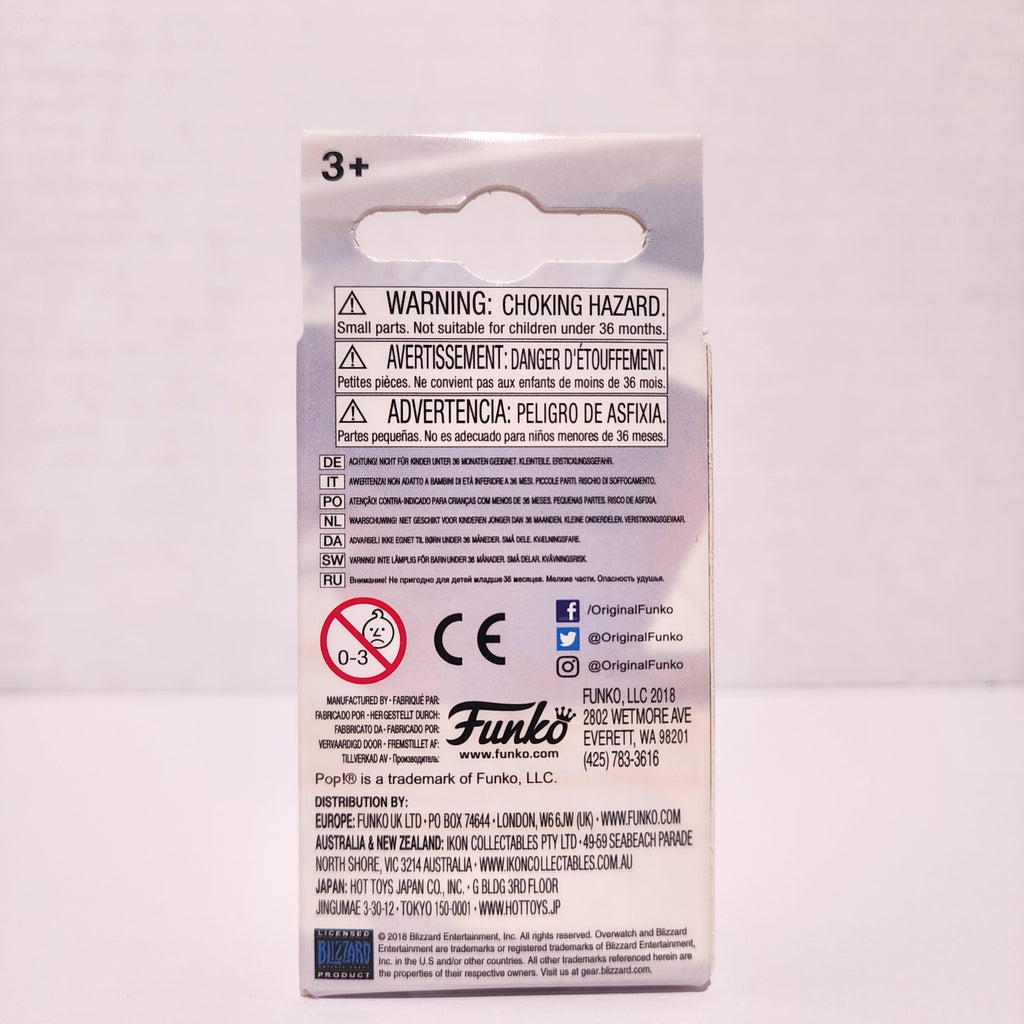 3+
WARNING: CHOKING HAZARD.
Small parts. Not suitable for children under 36 months.
AVERTISSEMENT: DANGER D'ÉTOUFFEMENT.
Petites pièces. Ne convient pas aux enfants de moins de 36 mois.
ADVERTENCIA: PELIGRO DE ASFIXIA.
Partes pequeñas. No es adecuado para niños menores de 36 meses.
DE ACHTUNG! NICHT FÜR KINDER UNTER 36 MONATEN GEEIGNET. KLEINTEILE. ERSTICKUNGSGEFAHR.
IT AWERTENZA! NON ADATTO A BAMBINI DI ETÀ INFERIORE A 36 MESI. PICCOLE PARTI. RISCHIO DI SOFFOCAMENTO.
PO ATENÇÃO! CONTRA-INDICADO PARA CRIANÇAS COM MENOS DE 36 MESES. PEQUENAS PARTES. RISCO DE ASFIXIA.
NL WAARSCHUWING! NIET GESCHIKT VOOR KINDEREN JONGER DAN 36 MAANDEN. KLEINE ONDERDELEN. VERSTIKKINGSGEVAAR.
DA ADVARSEL! IKKE EGNET TIL BØRN UNDER 36 MÅNEDER. SMÅ DELE. KVÆLNINGSFARE.
SW VARNING! INTE LÄMPLIG FÖR BARN UNDER 36 MÅNADER. SMÅ DELAR. KVÄVNINGSRISK.
RU Внимание! Не пригодно для детей младше 36 месяцев. Мелкие части. Опасность удушья.
0-3
CE
/OriginalFunko
@OriginalFunko
@OriginalFunko
MANUFACTURED BY · FABRIQUÉ PAR:
FABRICADO POR · HERGESTELLT DURCH:
FABBRICATO DA · FABRICADO POR:
VERVAARDIGD DOOR · FREMSTILLET AF:
TILLVERKAD AV · Производитель:
Funko
www.funko.com
FUNKO, LLC 2018
2802 WETMORE AVE
EVERETT, WA 98201
(425) 783-3616
Pop!® is a trademark of Funko, LLC.
DISTRIBUTION BY:
EUROPE: FUNKO UK LTD · PO BOX 74644 · LONDON, W6 6JW (UK) · WWW.FUNKO.COM
AUSTRALIA & NEW ZEALAND: IKON COLLECTABLES PTY LTD · 49-59 SEABEACH PARADE
NORTH SHORE, VIC 3214 AUSTRALIA · WWW.IKONCOLLECTABLES.COM.AU
JAPAN: HOT TOYS JAPAN CO., INC. · G BLDG 3RD FLOOR
JINGUMAE 3-30-12 · TOKYO 150-0001 · WWW.HOTTOYS.JP
LICENSED
BLIZZARD
ENTERTAINMENT
PRODUCT
© 2018 Blizzard Entertainment, Inc. All rights reserved. Overwatch and Blizzard
Entertainment are trademarks or registered trademarks of Blizzard Entertainment,
Inc. in the U.S and/or other countries. All other trademarks referenced herein are
the properties of their respective owners. Visit us at gear.blizzard.com.